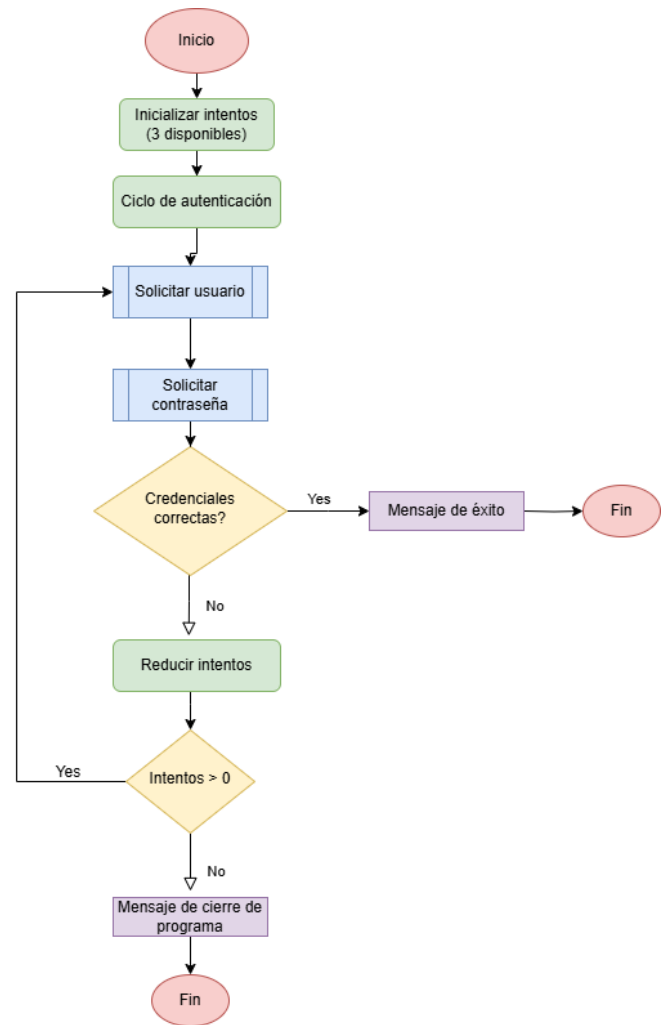 Inicio
Inicializar intentos
(3 disponibles)
Ciclo de autenticación
Solicitar usuario
Solicitar
contraseña
Credenciales
correctas?
Yes
Mensaje de éxito
Fin
No
Reducir intentos
Intentos > 0
Yes
No
Mensaje de cierre de
programa
Fin